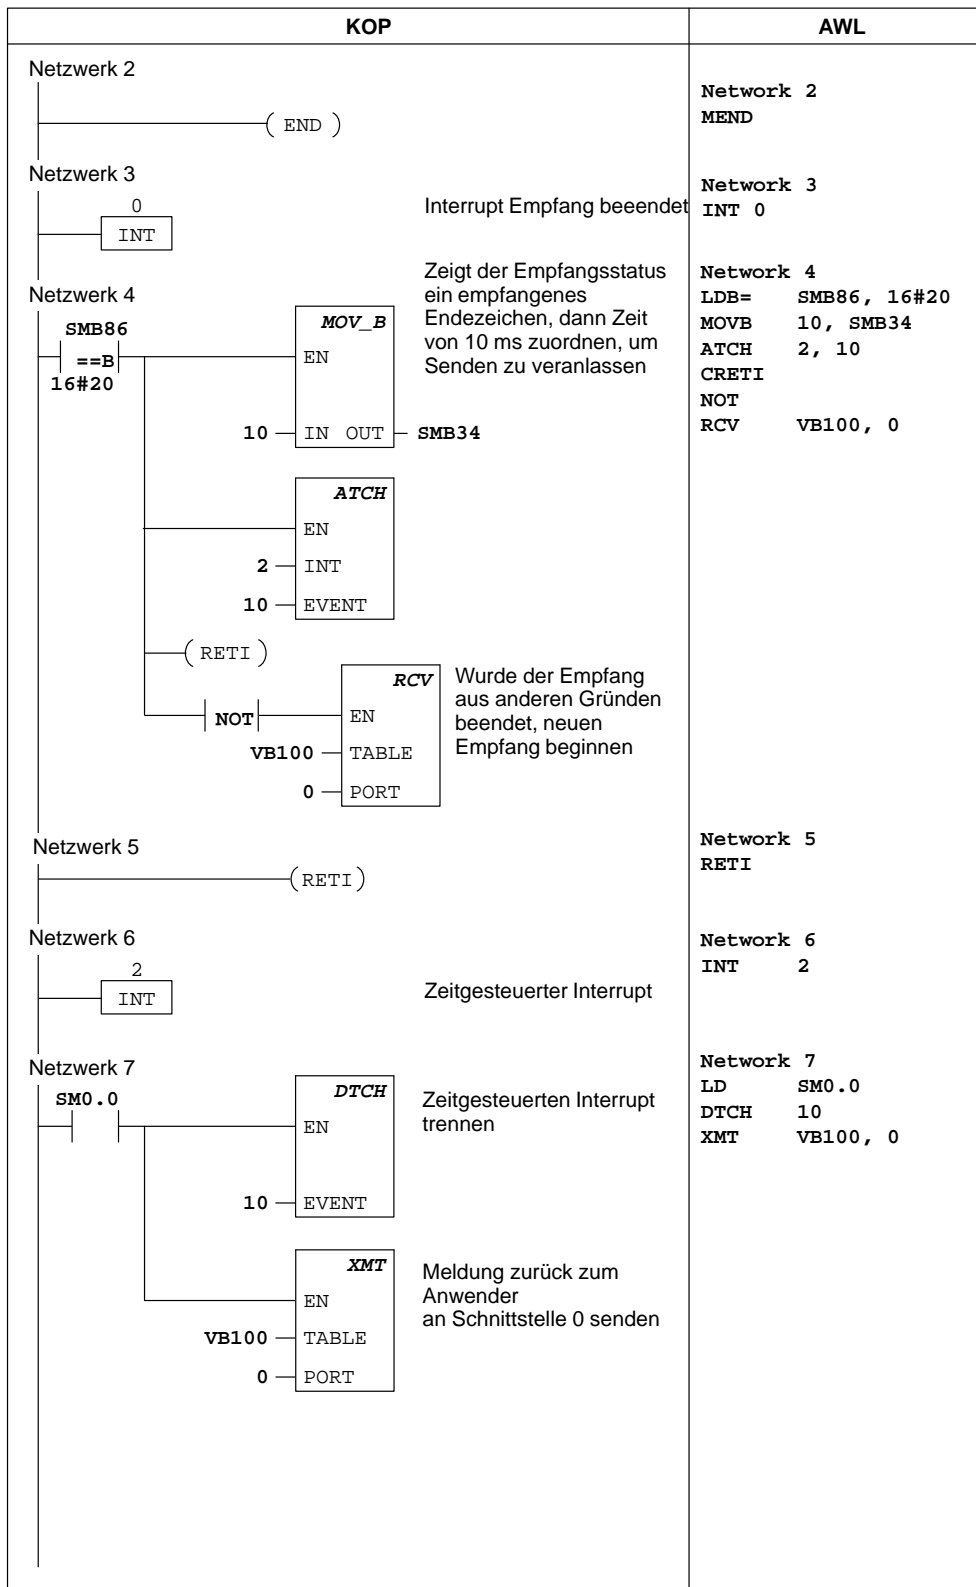 KOP
AWL
Netzwerk 2
( END )
Network 2
MEND
Netzwerk 3
0
INT
Interrupt Empfang beeendet
Network 3
INT 0
Netzwerk 4
SMB86
==B
16#20
MOV_B
EN
10
IN OUT
SMB34
Zeigt der Empfangsstatus
ein empfangenes
Endezeichen, dann Zeit
von 10 ms zuordnen, um
Senden zu veranlassen
ATCH
EN
2
INT
10
EVENT
( RETI )
NOT
RCV
EN
VB100
TABLE
0
PORT
Wurde der Empfang
aus anderen Gründen
beendet, neuen
Empfang beginnen
Network 4
LDB= SMB86, 16#20
MOVB 10, SMB34
ATCH 2, 10
CRETI
NOT
RCV VB100, 0
Netzwerk 5
(RETI)
Network 5
RETI
Netzwerk 6
2
INT
Zeitgesteuerter Interrupt
Network 6
INT 2
Netzwerk 7
SM0.0
DTCH
EN
10
EVENT
Zeitgesteuerten Interrupt
trennen
XMT
EN
VB100
TABLE
0
PORT
Meldung zurück zum
Anwender
an Schnittstelle 0 senden
Network 7
LD SM0.0
DTCH 10
XMT VB100, 0